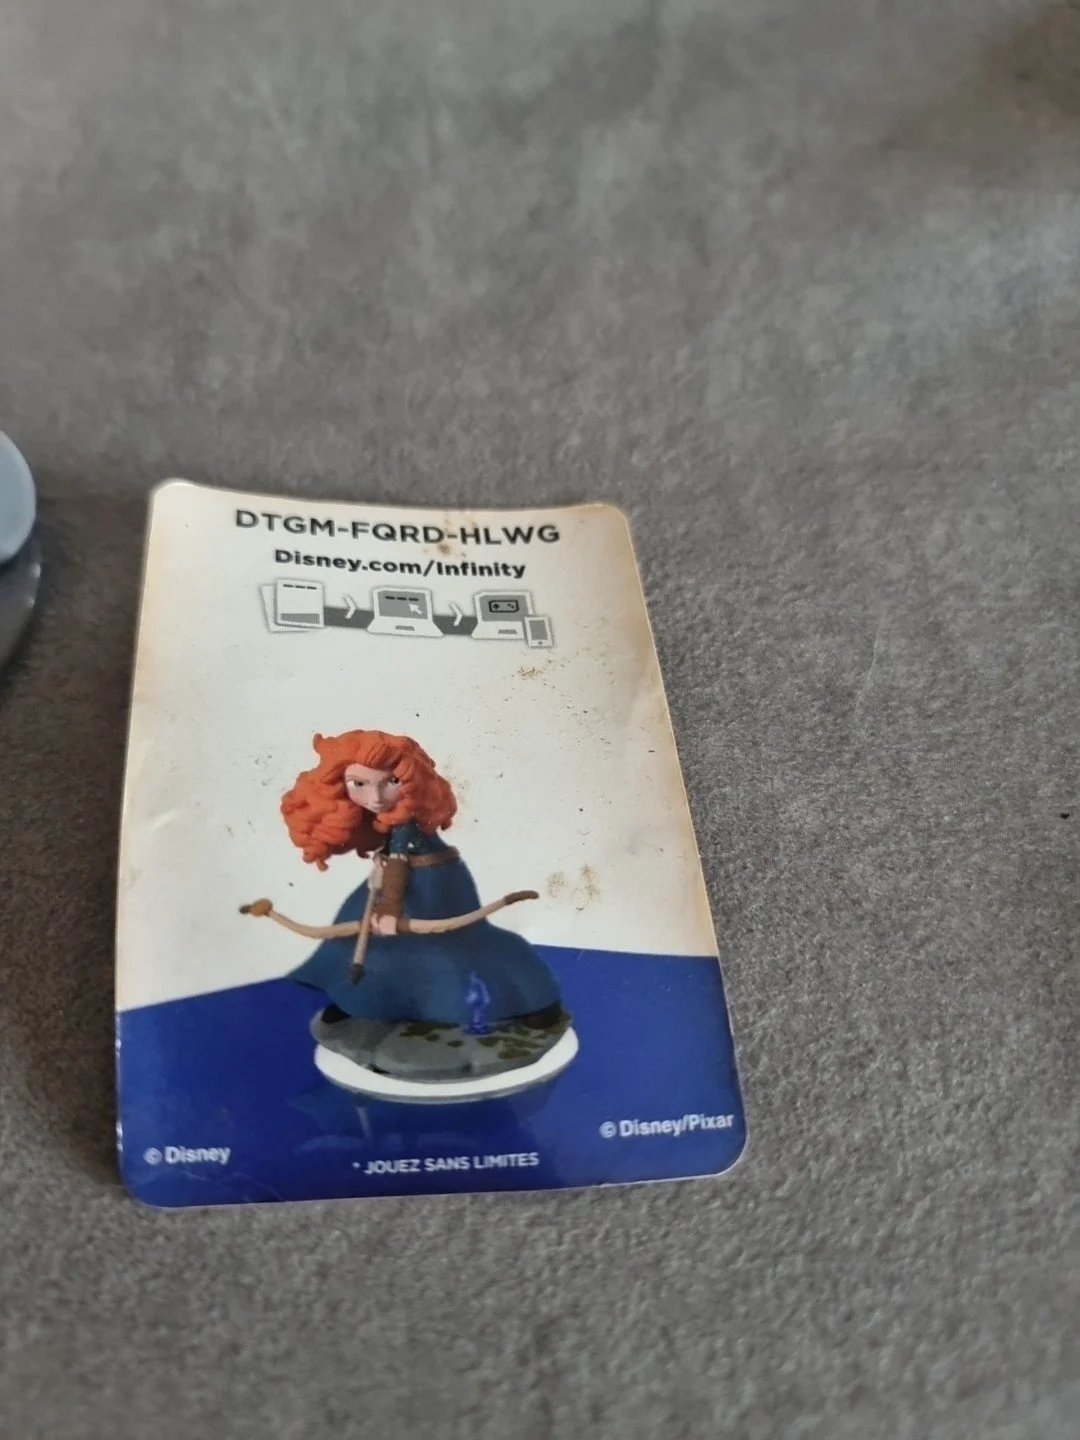 DTGM-FQRD-HLWG
Disney.com/Infinity
© Disney
* JOUEZ SANS LIMITES
© Disney/Pixar